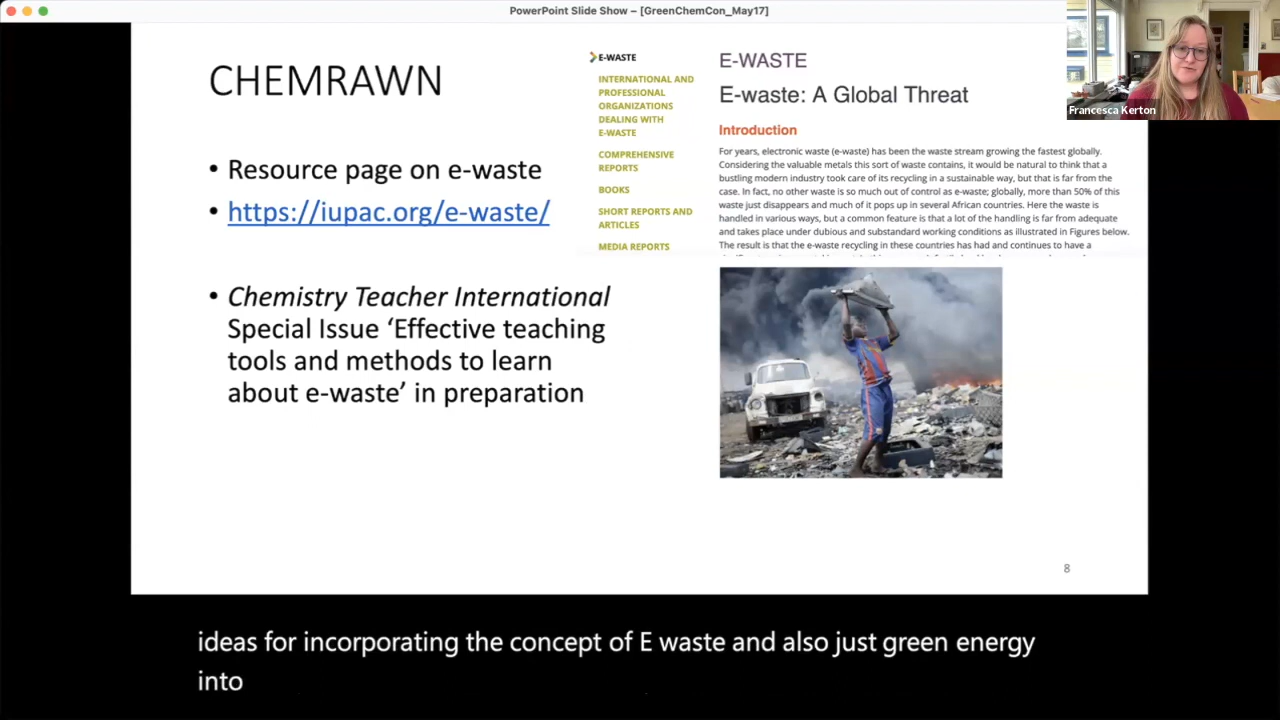 PowerPoint Slide Show – [GreenChemCon_May17]
Francesca Kerton
CHEMRAWN
• Resource page on e-waste
• https://iupac.org/e-waste/
• Chemistry Teacher International
Special Issue ‘Effective teaching
tools and methods to learn
about e-waste’ in preparation
E-WASTE
INTERNATIONAL AND
PROFESSIONAL
ORGANIZATIONS
DEALING WITH
E-WASTE
COMPREHENSIVE
REPORTS
BOOKS
SHORT REPORTS AND
ARTICLES
MEDIA REPORTS
E-WASTE
E-waste: A Global Threat
Introduction
For years, electronic waste (e-waste) has been the waste stream growing the fastest globally.
Considering the valuable metals this sort of waste contains, it would be natural to think that a
bustling modern industry took care of its recycling in a sustainable way, but that is far from the
case. In fact, no other waste is so much out of control as e-waste; globally, more than 50% of this
waste just disappears and much of it pops up in several African countries. Here the waste is
handled in various ways, but a common feature is that a lot of the handling is far from adequate
and takes place under dubious and substandard working conditions as illustrated in Figures below.
The result is that the e-waste recycling in these countries has had and continues to have a
8
ideas for incorporating the concept of E waste and also just green energy
into